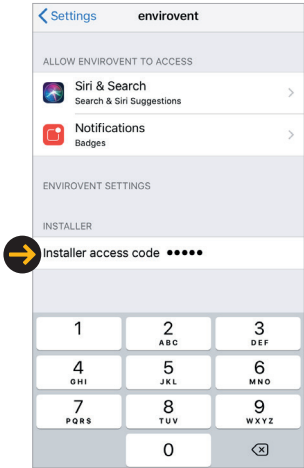 Settings
envirovent
ALLOW ENVIROVENT TO ACCESS
Siri & Search
Search & Siri Suggestions
Notifications
Badges
ENVIROVENT SETTINGS
INSTALLER
Installer access code •••••
1 2 3
ABC DEF
4 5 6
GHI JKL MNO
7 8 9
PQRS TUV WXYZ
0